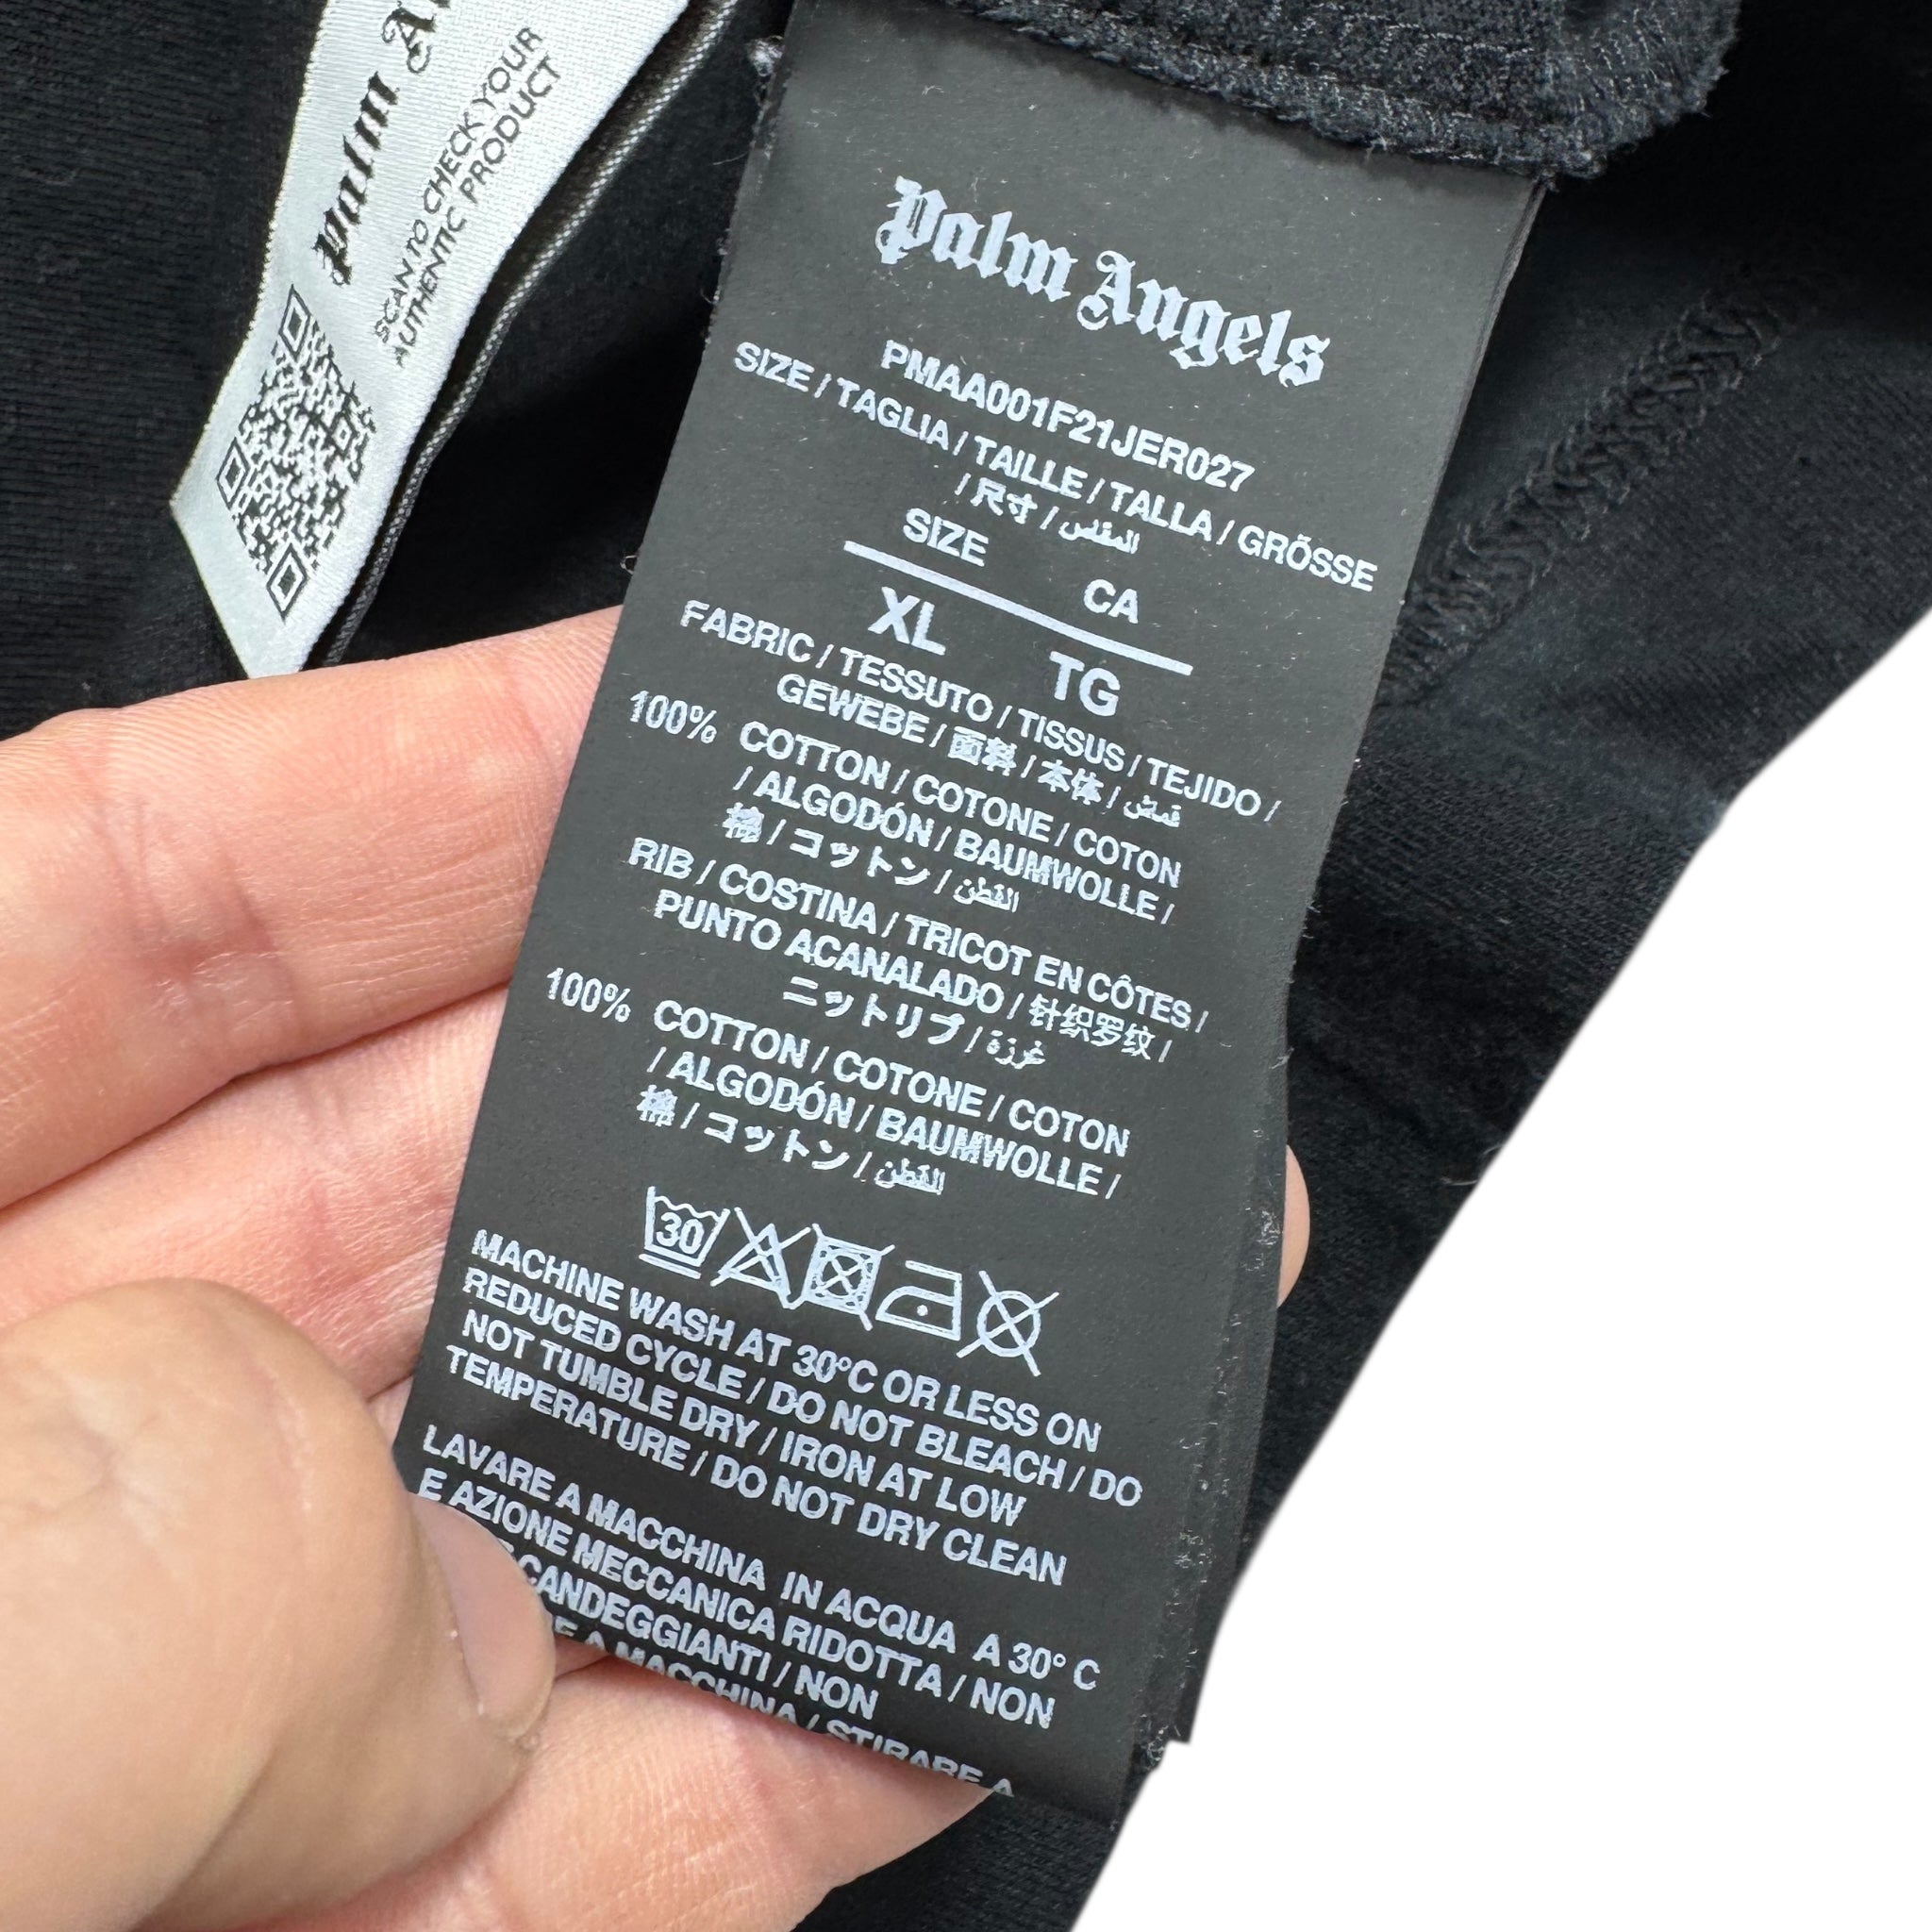 Palm A
SCAN TO CHECK YOUR
AUTHENTIC PRODUCT
Palm Angels
PMAA001F21JER027
SIZE / TAGLIA / TAILLE / TALLA / GRÖSSE
/ 尺寸 / المقاس
SIZE CA
XL TG
FABRIC / TESSUTO / TISSUS / TEJIDO /
GEWEBE / 面料 / 本体 / قماش
100% COTTON / COTONE / COTON
/ ALGODÓN / BAUMWOLLE /
棉 / コットン / القطن
RIB / COSTINA / TRICOT EN CÔTES /
PUNTO ACANALADO / 针织罗纹 /
ニットリブ / غرزة
100% COTTON / COTONE / COTON
/ ALGODÓN / BAUMWOLLE /
棉 / コットン / القطن
30
MACHINE WASH AT 30°C OR LESS ON
REDUCED CYCLE / DO NOT BLEACH / DO
NOT TUMBLE DRY / IRON AT LOW
TEMPERATURE / DO NOT DRY CLEAN
LAVARE A MACCHINA IN ACQUA A 30° C
E AZIONE MECCANICA RIDOTTA / NON
CANDEGGIANTI / NON
A MACCHINA / STIRARE A